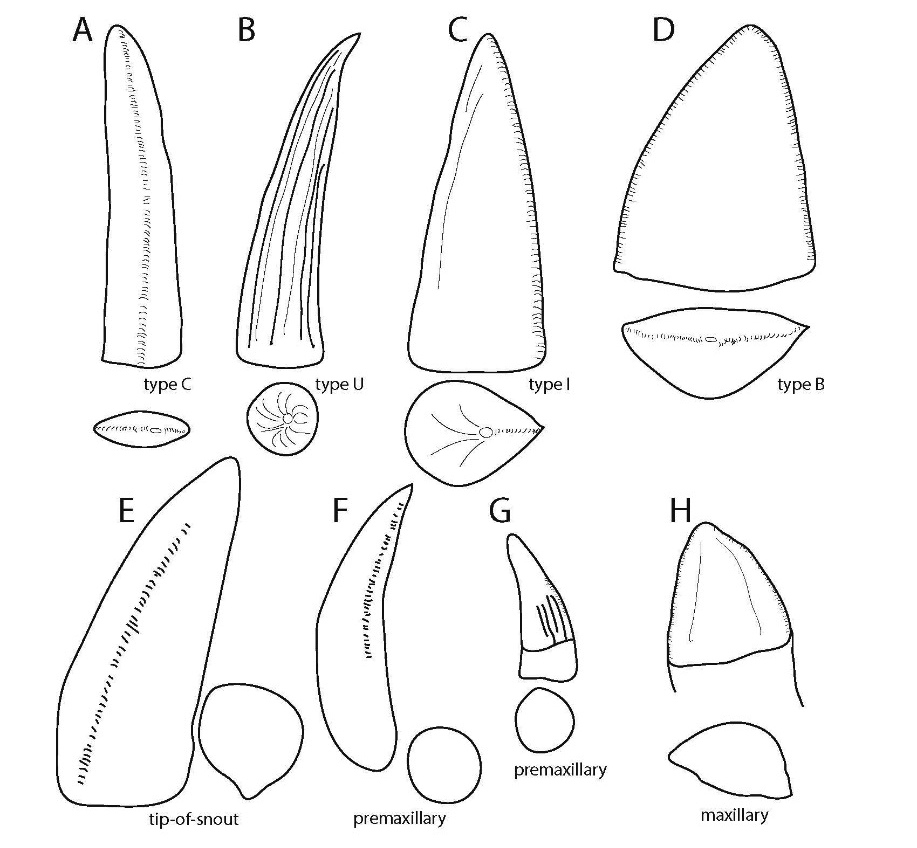 A B C D
type C type U type I type B
E F G H
premaxillary
tip-of-snout premaxillary maxillary